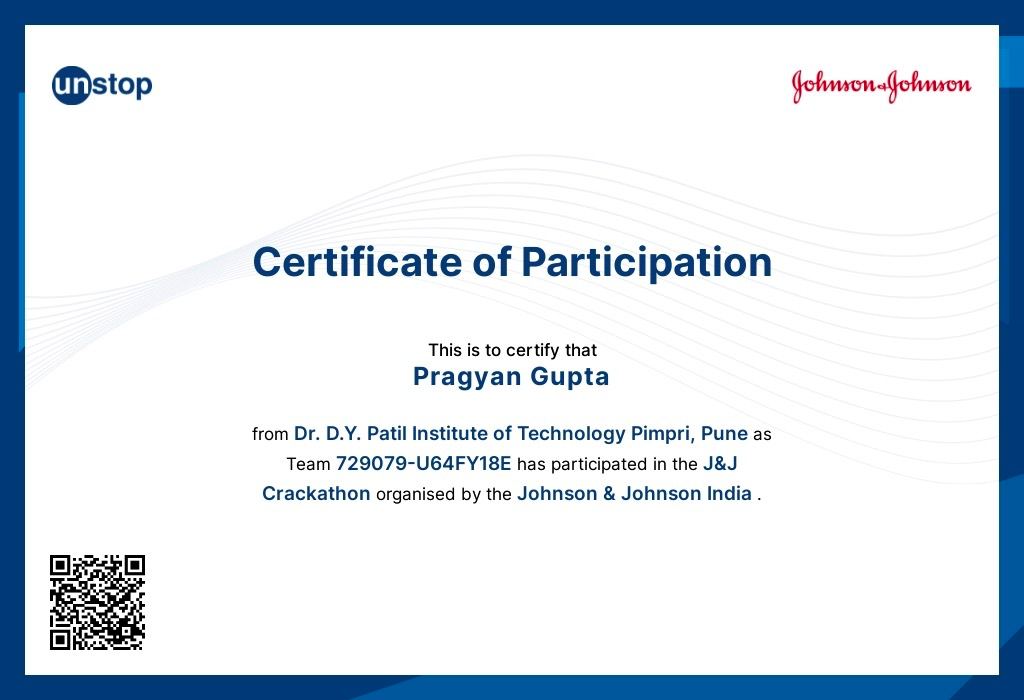 unstop
Johnson&Johnson
Certificate of Participation
This is to certify that
Pragyan Gupta
from Dr. D.Y. Patil Institute of Technology Pimpri, Pune as
Team 729079-U64FY18E has participated in the J&J
Crackathon organised by the Johnson & Johnson India .